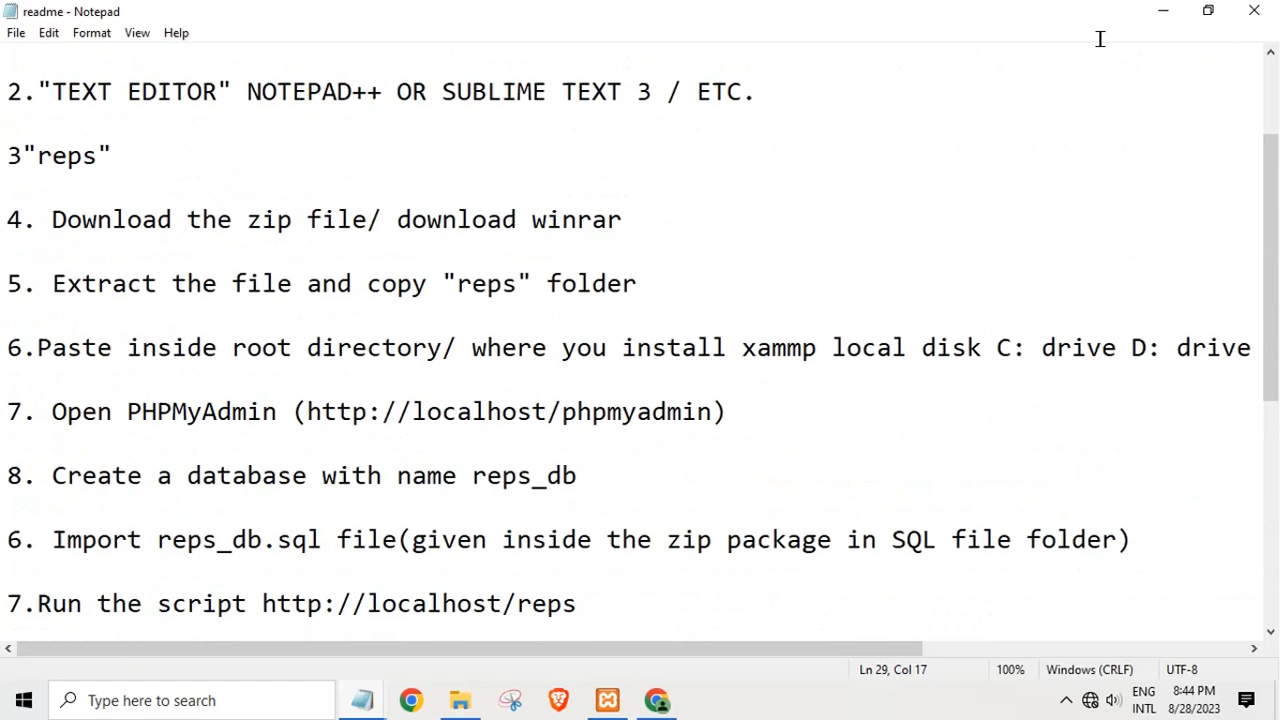 readme - Notepad
File Edit Format View Help
2."TEXT EDITOR" NOTEPAD++ OR SUBLIME TEXT 3 / ETC.
3"reps"
4. Download the zip file/ download winrar
5. Extract the file and copy "reps" folder
6.Paste inside root directory/ where you install xammp local disk C: drive D: drive
7. Open PHPMyAdmin (http://localhost/phpmyadmin)
8. Create a database with name reps_db
6. Import reps_db.sql file(given inside the zip package in SQL file folder)
7.Run the script http://localhost/reps
Ln 29, Col 17 100% Windows (CRLF) UTF-8
Type here to search
ENG 8:44 PM
INTL 8/28/2023